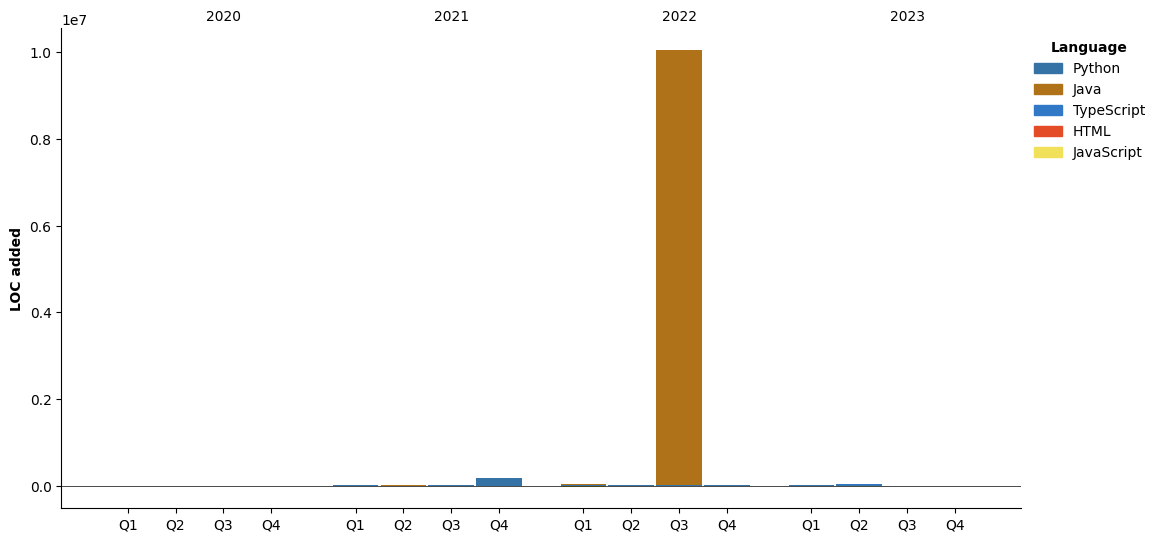 2020 2021 2022 2023
1e7
1.0
0.8
0.6
0.4
0.2
0.0
LOC added
Q1 Q2 Q3 Q4 Q1 Q2 Q3 Q4 Q1 Q2 Q3 Q4 Q1 Q2 Q3 Q4
Language
Python
Java
TypeScript
HTML
JavaScript